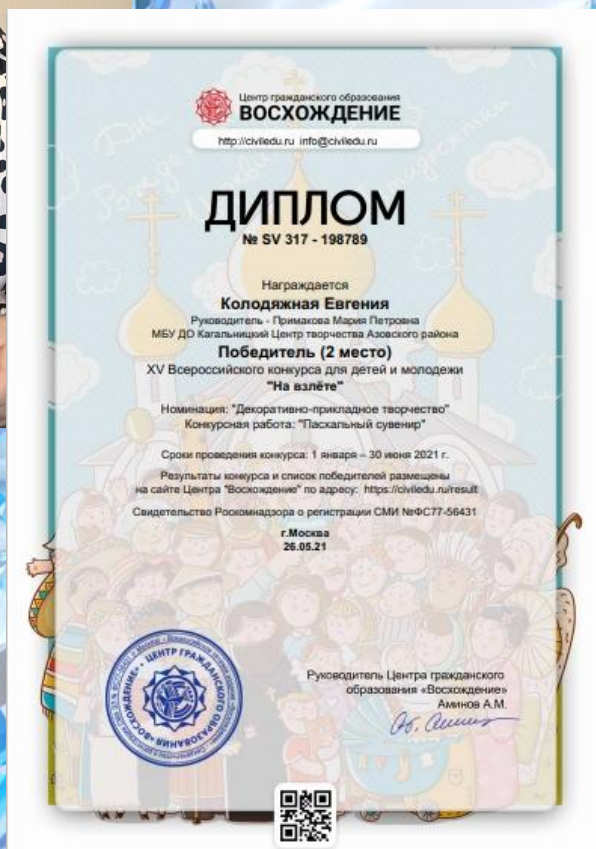 Центр гражданского образования
ВОСХОЖДЕНИЕ
http://civiledu.ru info@civiledu.ru
ДИПЛОМ
№ SV 317 - 198789
Награждается
Колодяжная Евгения
Руководитель - Примакова Мария Петровна
МБУ ДО Кагальницкий Центр творчества Азовского района
Победитель (2 место)
XV Всероссийского конкурса для детей и молодежи
"На взлёте"
Номинация: "Декоративно-прикладное творчество"
Конкурсная работа: "Пасхальный сувенир"
Сроки проведения конкурса: 1 января – 30 июня 2021 г.
Результаты конкурса и список победителей размещены
на сайте Центра "Восхождение" по адресу: https://civiledu.ru/result
Свидетельство Роскомнадзора о регистрации СМИ №ФС77-56431
г.Москва
26.05.21
Руководитель Центра гражданского
образования «Восхождение»
Аминов А.М.
ЦЕНТР ГРАЖДАНСКОГО ОБРАЗОВАНИЯ «ВОСХОЖДЕНИЕ»